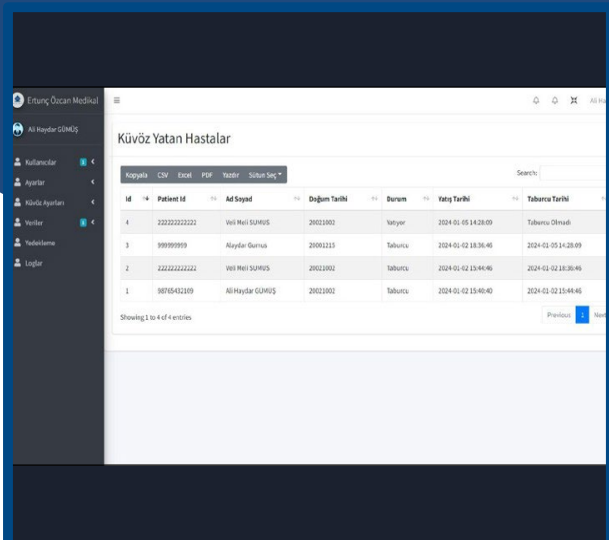 Ertunç Özcan Medikal
Ali Haydar GÜMÜŞ
Kullanıcılar
Ayarlar
Küvöz Ayarları
Veriler
Yedekleme
Loglar
Küvöz Yatan Hastalar
Kopyala CSV Excel PDF Yazdır Sütun Seç
Search:
Id Patient Id Ad Soyad Doğum Tarihi Durum Yatış Tarihi Taburcu Tarihi
4 222222222222 Veli Meli SUMUS 20021002 Yatıyor 2024-01-05 14:28:09 Taburcu Olmadı
3 999999999 Alaydar Gumus 20001215 Taburcu 2024-01-02 18:36:46 2024-01-05 14:28:09
2 222222222222 Veli Meli SUMUS 20021002 Taburcu 2024-01-02 15:44:46 2024-01-02 18:36:46
1 98765432109 Ali Haydar GÜMÜŞ 20021002 Taburcu 2024-01-02 15:40:40 2024-01-02 15:44:46
Showing 1 to 4 of 4 entries
Previous 1 Next